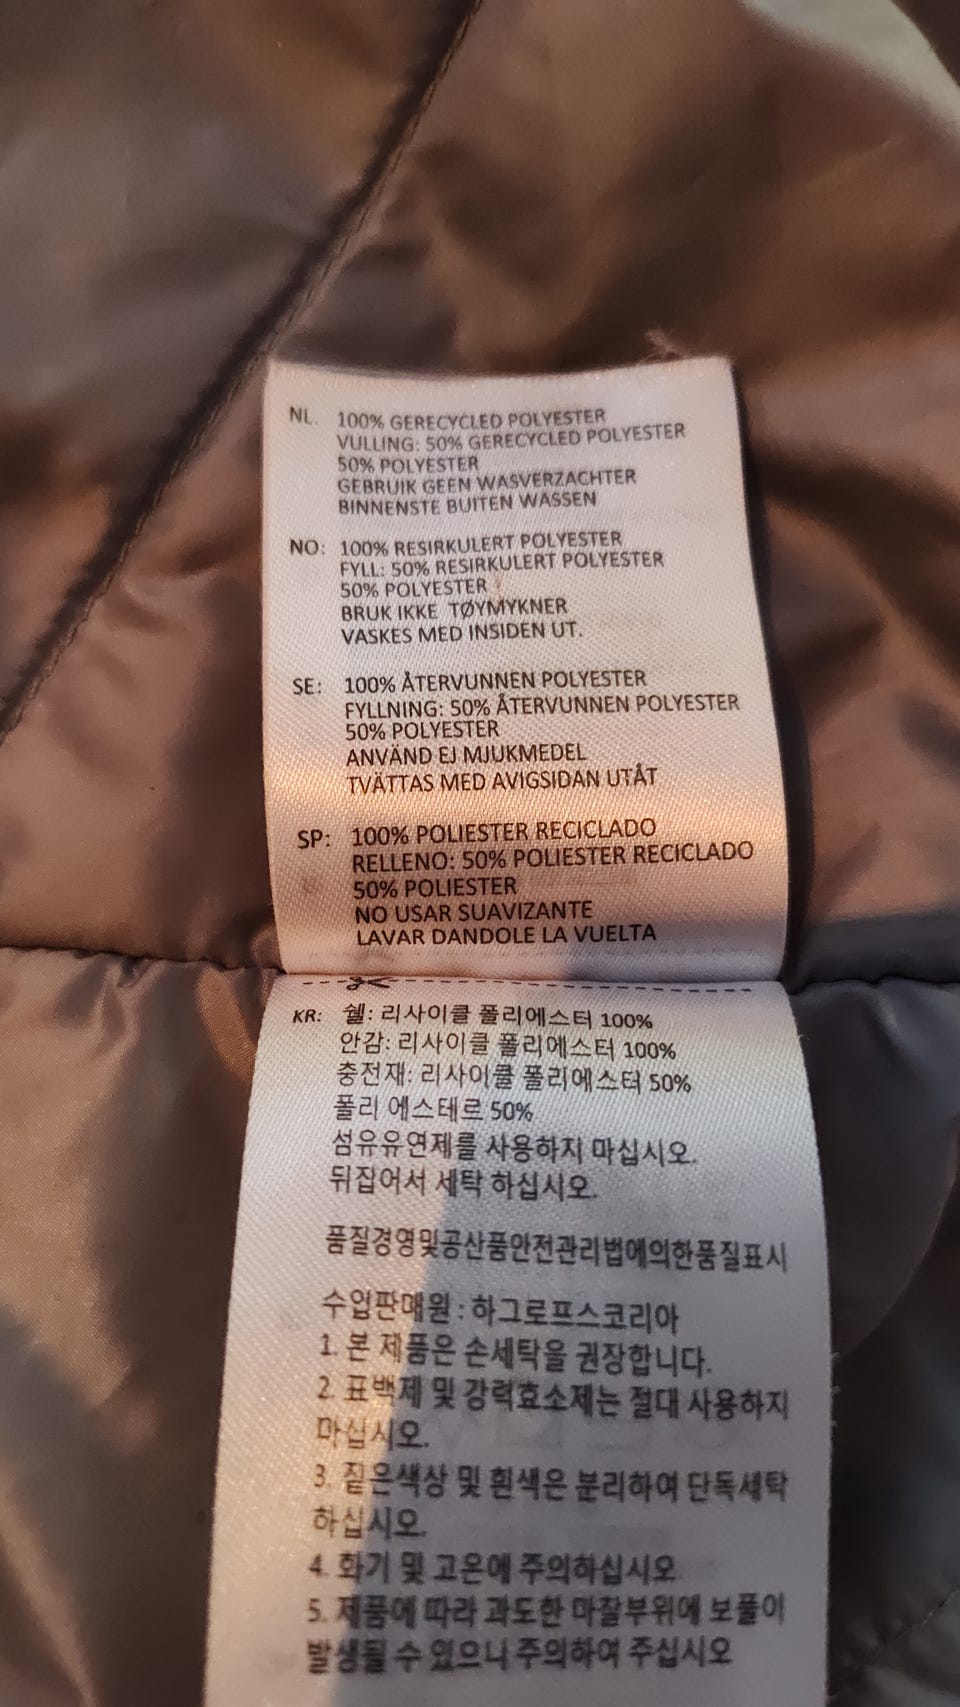 NL. 100% GERECYCLED POLYESTER
VULLING: 50% GERECYCLED POLYESTER
50% POLYESTER
GEBRUIK GEEN WASVERZACHTER
BINNENSTE BUITEN WASSEN
NO: 100% RESIRKULERT POLYESTER
FYLL: 50% RESIRKULERT POLYESTER
50% POLYESTER
BRUK IKKE TØYMYKNER
VASKES MED INSIDEN UT.
SE: 100% ÅTERVUNNEN POLYESTER
FYLLNING: 50% ÅTERVUNNEN POLYESTER
50% POLYESTER
ANVÄND EJ MJUKMEDEL
TVÄTTAS MED AVIGSIDAN UTÅT
SP: 100% POLIESTER RECICLADO
RELLENO: 50% POLIESTER RECICLADO
50% POLIESTER
NO USAR SUAVIZANTE
LAVAR DANDOLE LA VUELTA
KR: 쉘: 리사이클 폴리에스터 100%
안감: 리사이클 폴리에스터 100%
충전재: 리사이클 폴리에스터 50%
폴리 에스테르 50%
섬유유연제를 사용하지 마십시오.
뒤집어서 세탁 하십시오.
품질경영및공산품안전관리법에의한품질표시
수입판매원 : 하그로프스코리아
1. 본 제품은 손세탁을 권장합니다.
2. 표백제 및 강력효소제는 절대 사용하지
마십시오.
3. 짙은색상 및 흰색은 분리하여 단독세탁
하십시오.
4. 화기 및 고온에 주의하십시오
5. 제품에 따라 과도한 마찰부위에 보풀이
발생될 수 있으니 주의하여 주십시오